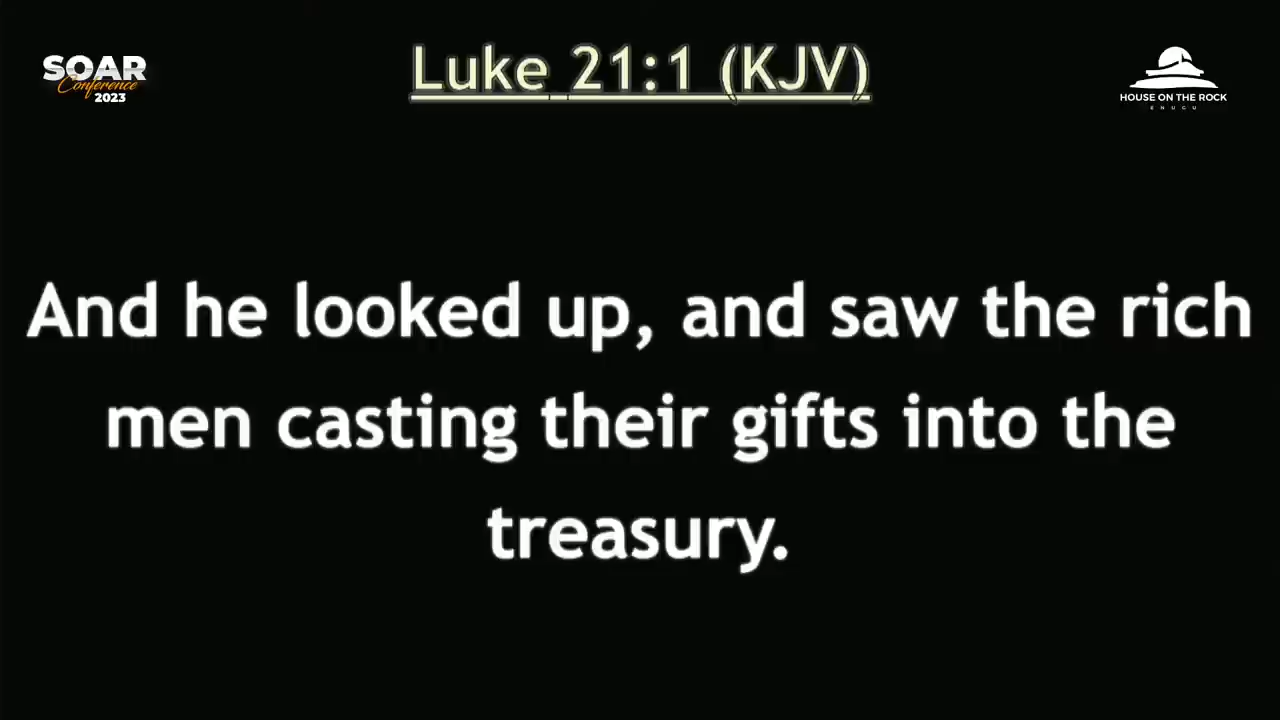 SOAR
Conference
2023
Luke 21:1 (KJV)
HOUSE ON THE ROCK
ENUGU
And he looked up, and saw the rich
men casting their gifts into the
treasury.